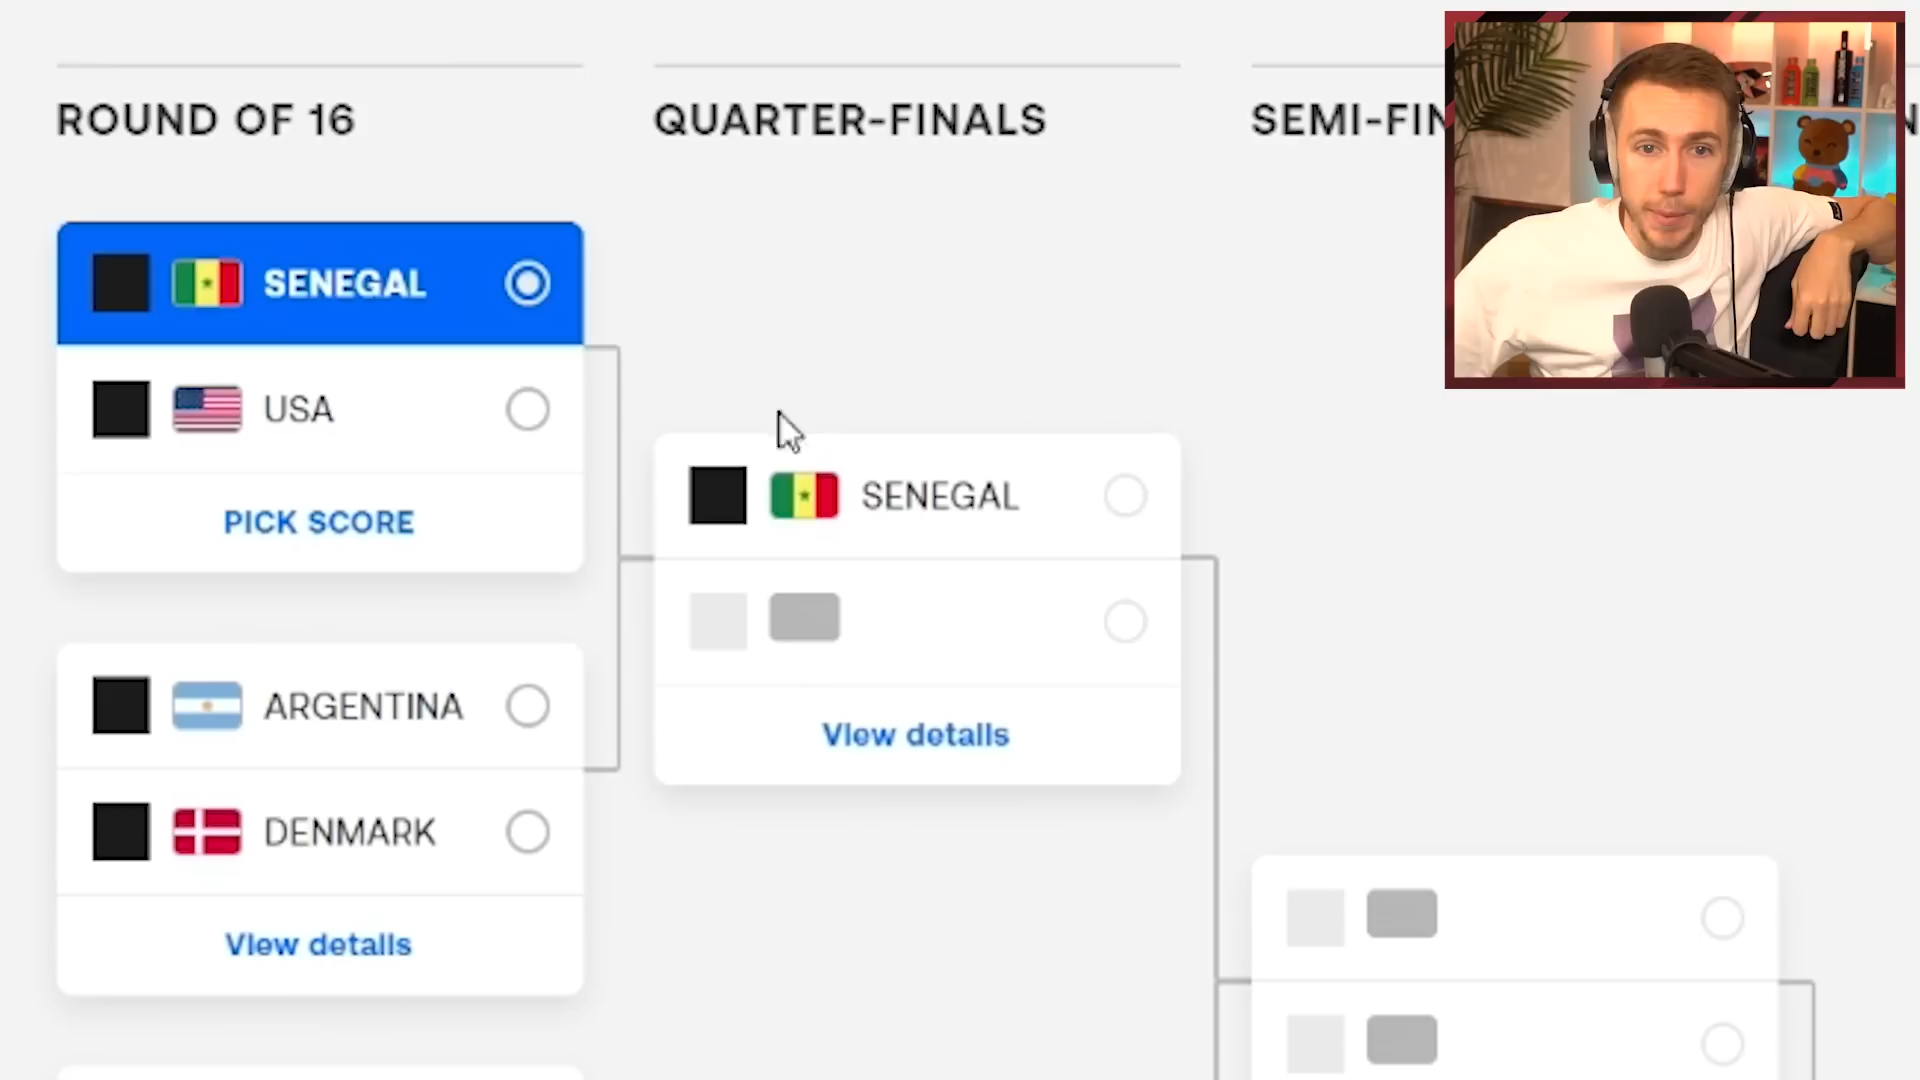 ROUND OF 16
QUARTER-FINALS
SEMI-FIN
SENEGAL
USA
PICK SCORE
SENEGAL
View details
ARGENTINA
DENMARK
View details